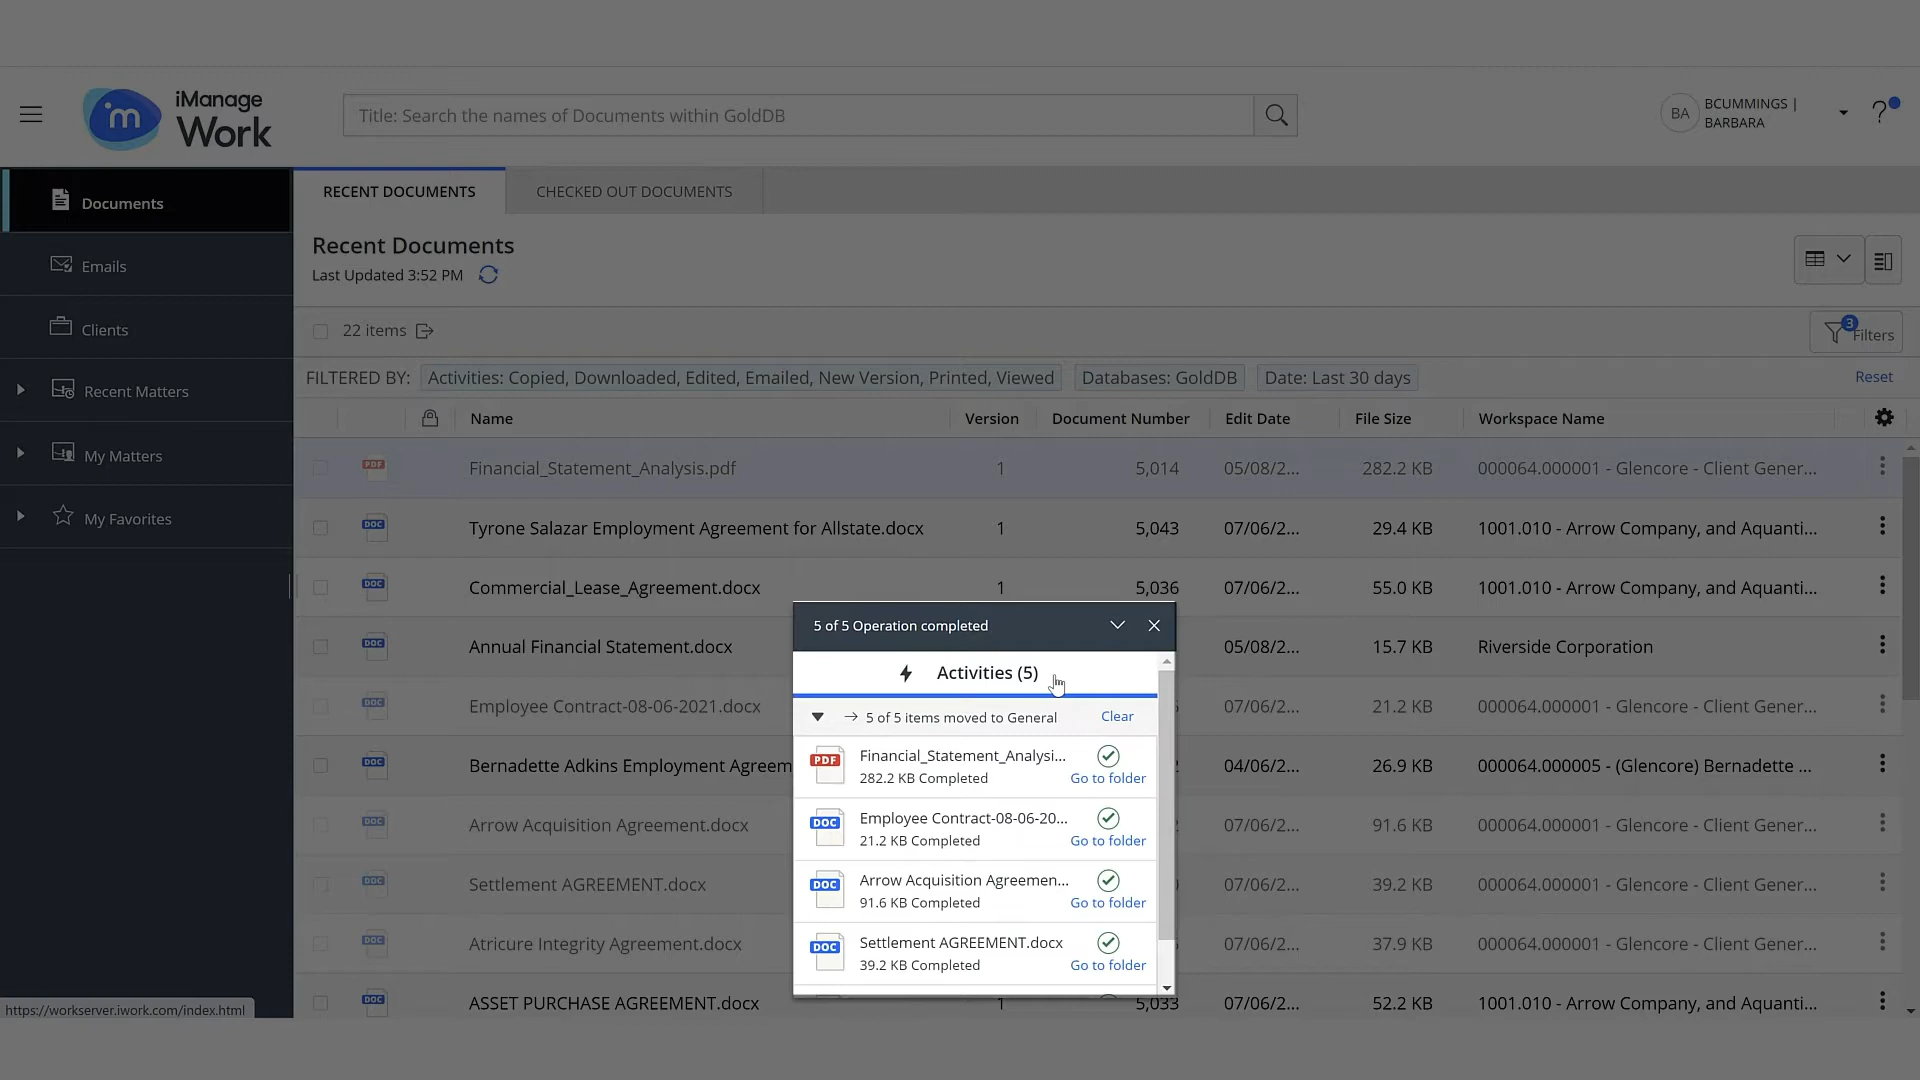 iManage
Work
Title: Search the names of Documents within GoldDB
BA
BCUMMINGS |
BARBARA
?
Documents
Emails
Clients
Recent Matters
My Matters
My Favorites
https://workserver.iwork.com/index.html
RECENT DOCUMENTS
CHECKED OUT DOCUMENTS
Recent Documents
Last Updated 3:52 PM
22 items
3
Filters
FILTERED BY: Activities: Copied, Downloaded, Edited, Emailed, New Version, Printed, Viewed Databases: GoldDB Date: Last 30 days Reset
Name Version Document Number Edit Date File Size Workspace Name
PDF Financial_Statement_Analysis.pdf 1 5,014 05/08/2... 282.2 KB 000064.000001 - Glencore - Client Gener...
DOC Tyrone Salazar Employment Agreement for Allstate.docx 1 5,043 07/06/2... 29.4 KB 1001.010 - Arrow Company, and Aquanti...
DOC Commercial_Lease_Agreement.docx 1 5,036 07/06/2... 55.0 KB 1001.010 - Arrow Company, and Aquanti...
DOC Annual Financial Statement.docx 05/08/2... 15.7 KB Riverside Corporation
DOC Employee Contract-08-06-2021.docx 07/06/2... 21.2 KB 000064.000001 - Glencore - Client Gener...
DOC Bernadette Adkins Employment Agreem 04/06/2... 26.9 KB 000064.000005 - (Glencore) Bernadette ...
DOC Arrow Acquisition Agreement.docx 07/06/2... 91.6 KB 000064.000001 - Glencore - Client Gener...
DOC Settlement AGREEMENT.docx 07/06/2... 39.2 KB 000064.000001 - Glencore - Client Gener...
DOC Atricure Integrity Agreement.docx 07/06/2... 37.9 KB 000064.000001 - Glencore - Client Gener...
DOC ASSET PURCHASE AGREEMENT.docx 1 5,033 07/06/2... 52.2 KB 1001.010 - Arrow Company, and Aquanti...
5 of 5 Operation completed
Activities (5)
5 of 5 items moved to General Clear
PDF Financial_Statement_Analysi...
282.2 KB Completed Go to folder
DOC Employee Contract-08-06-20...
21.2 KB Completed Go to folder
DOC Arrow Acquisition Agreemen...
91.6 KB Completed Go to folder
DOC Settlement AGREEMENT.docx
39.2 KB Completed Go to folder